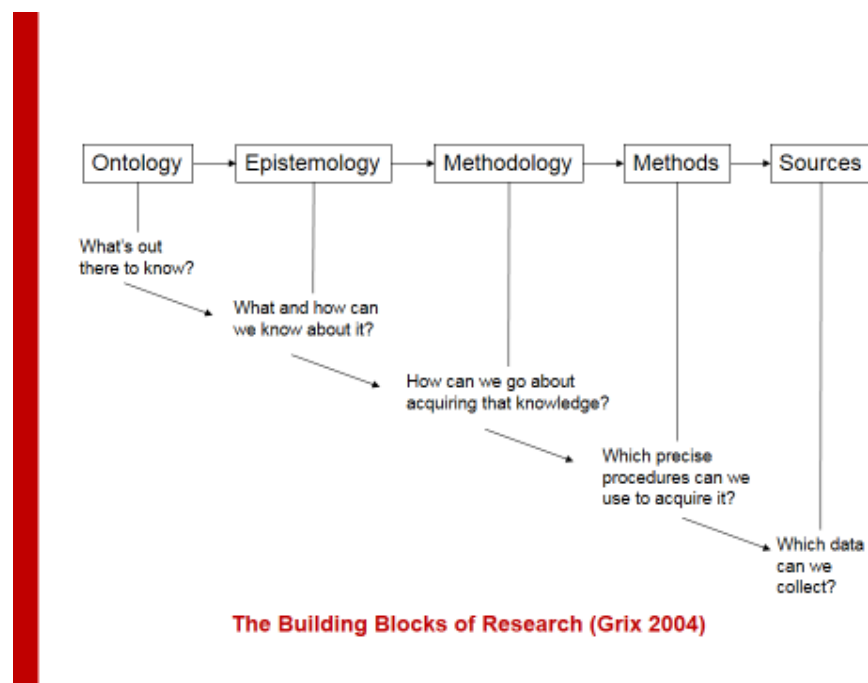 Ontology
Epistemology
Methodology
Methods
Sources
What's out
there to know?
What and how can
we know about it?
How can we go about
acquiring that knowledge?
Which precise
procedures can we
use to acquire it?
Which data
can we
collect?
The Building Blocks of Research (Grix 2004)